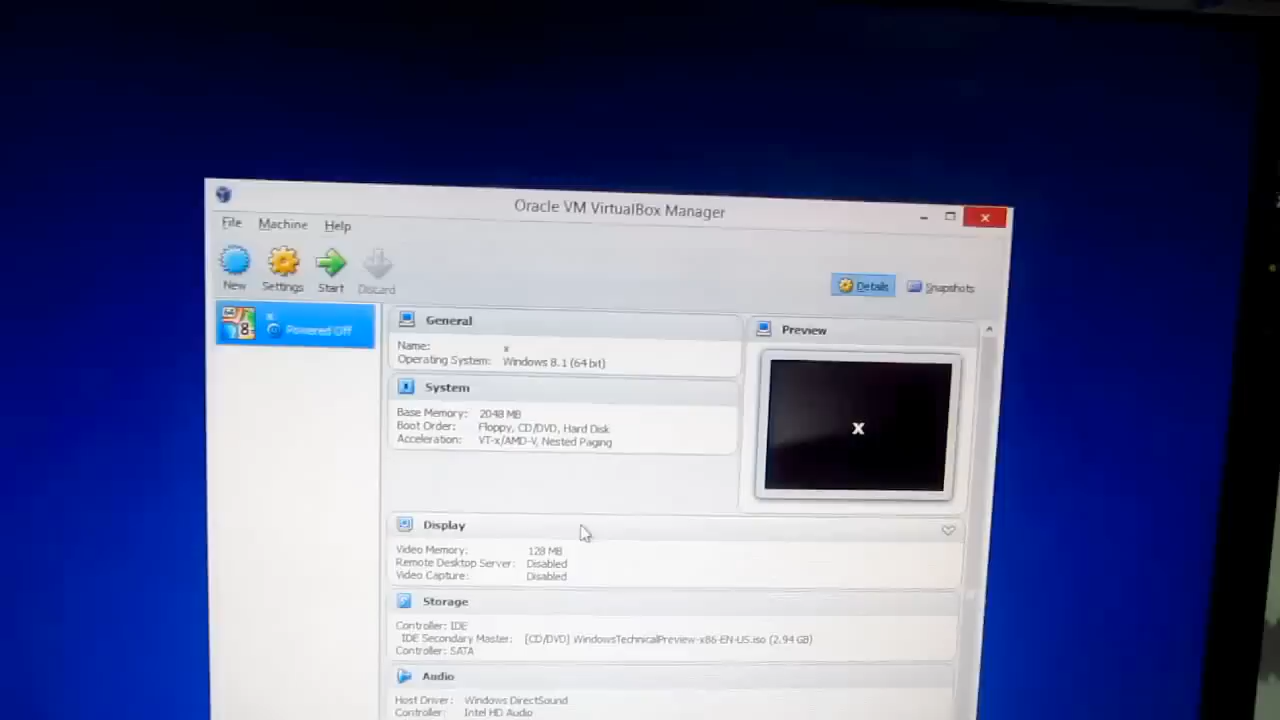 Oracle VM VirtualBox Manager
File Machine Help
New Settings Start Discard
Details Snapshots
64
8
x
Powered Off
General
Name: x
Operating System: Windows 8.1 (64 bit)
System
Base Memory: 2048 MB
Boot Order: Floppy, CD/DVD, Hard Disk
Acceleration: VT-x/AMD-V, Nested Paging
Preview
x
Display
Video Memory: 128 MB
Remote Desktop Server: Disabled
Video Capture: Disabled
Storage
Controller: IDE
IDE Secondary Master: [CD/DVD] WindowsTechnicalPreview-x86-EN-US.iso (2.94 GB)
Controller: SATA
Audio
Host Driver: Windows DirectSound
Controller: Intel HD Audio